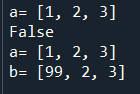 a= [1, 2, 3]
False
a= [1, 2, 3]
b= [99, 2, 3]